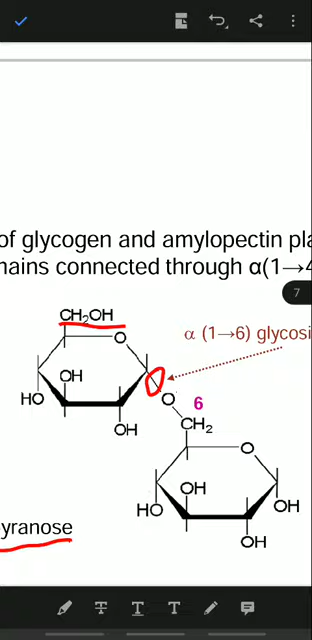 of glycogen and amylopectin pla
nains connected through α(1→4
7
CH₂OH
α (1→6) glycosi
O
OH
HO
OH
O
6
CH₂
O
OH
HO
OH
OH
yranose